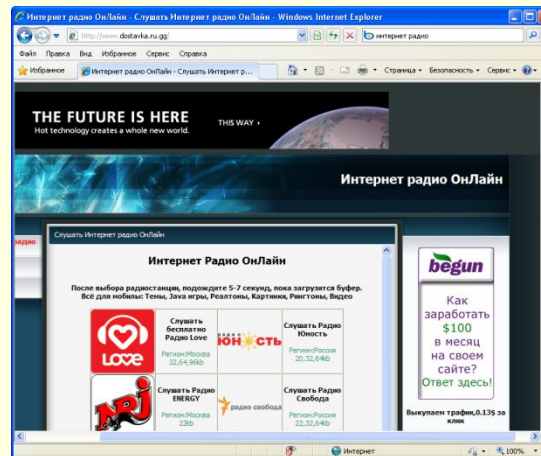 Интернет радио ОнЛайн - Слушать Интернет радио ОнЛайн - Windows Internet Explorer
http://www.dostavka.ru.gg/
интернет радио
Файл Правка Вид Избранное Сервис Справка
Избранное
Интернет радио ОнЛайн - Слушать Интернет р...
Страница Безопасность Сервис
THE FUTURE IS HERE
Hot technology creates a whole new world.
THIS WAY
Интернет радио ОнЛайн
радио
Слушать Интернет радио ОнЛайн
Интернет Радио ОнЛайн
После выбора радиостанции, подождите 5-7 секунд, пока загрузится буфер.
Всё для мобилы: Темы, Java игры, Реалтоны, Картинки, Рингтоны, Видео
LOVE
Слушать
бесплатно
Радио Love
Регион:Москва
32,64,96kb
радио
ЮНОСТЬ
Слушать Радио
Юность
Регион:Россия
20,32,64kb
NRJ
Слушать Радио
ENERGY
Регион:Москва
22kb
радио свобода
Слушать Радио
Свобода
Регион:Россия
22,32,64kb
begun
Как
заработать
$100
в месяц
на своем
сайте?
Ответ здесь!
Выкупаем трафик,0.13$ за
клик
Интернет
100%